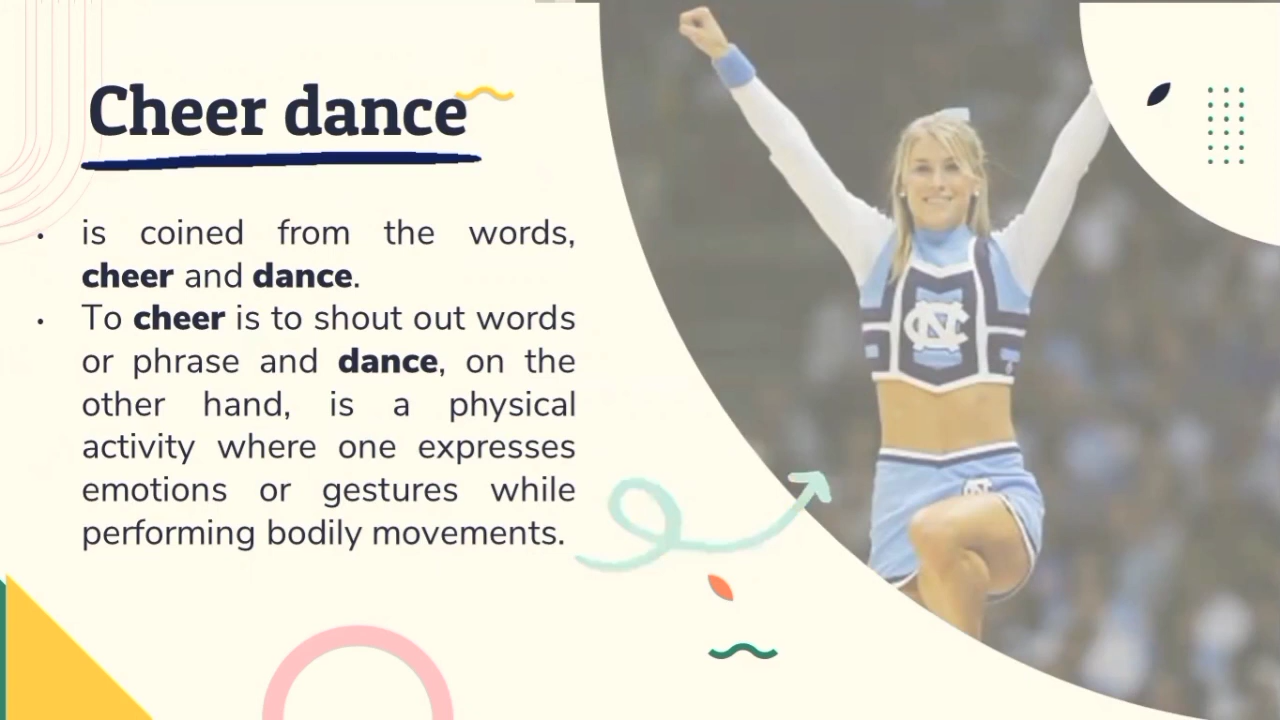 Cheer dance
is coined from the words,
cheer and dance.
To cheer is to shout out words
or phrase and dance, on the
other hand, is a physical
activity where one expresses
emotions or gestures while
performing bodily movements.
NC